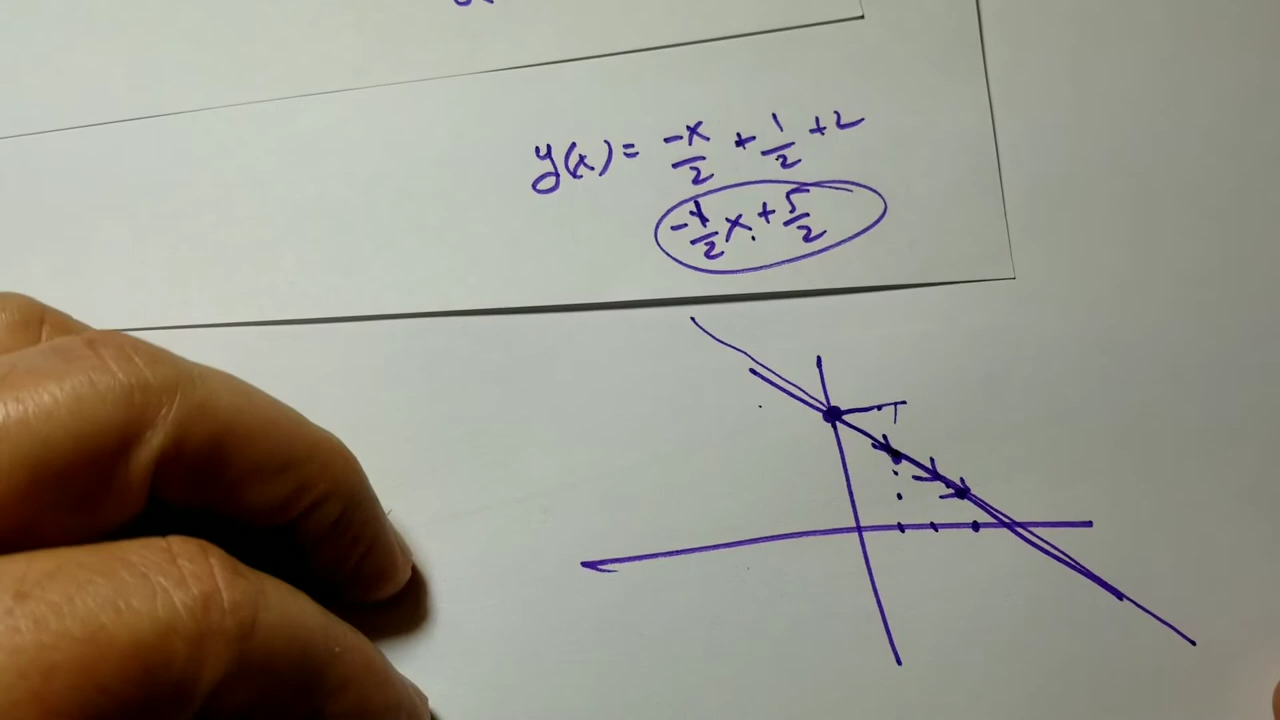 y(x) = -x/2 + 1/2 + 2
-1/2 x + 5/2